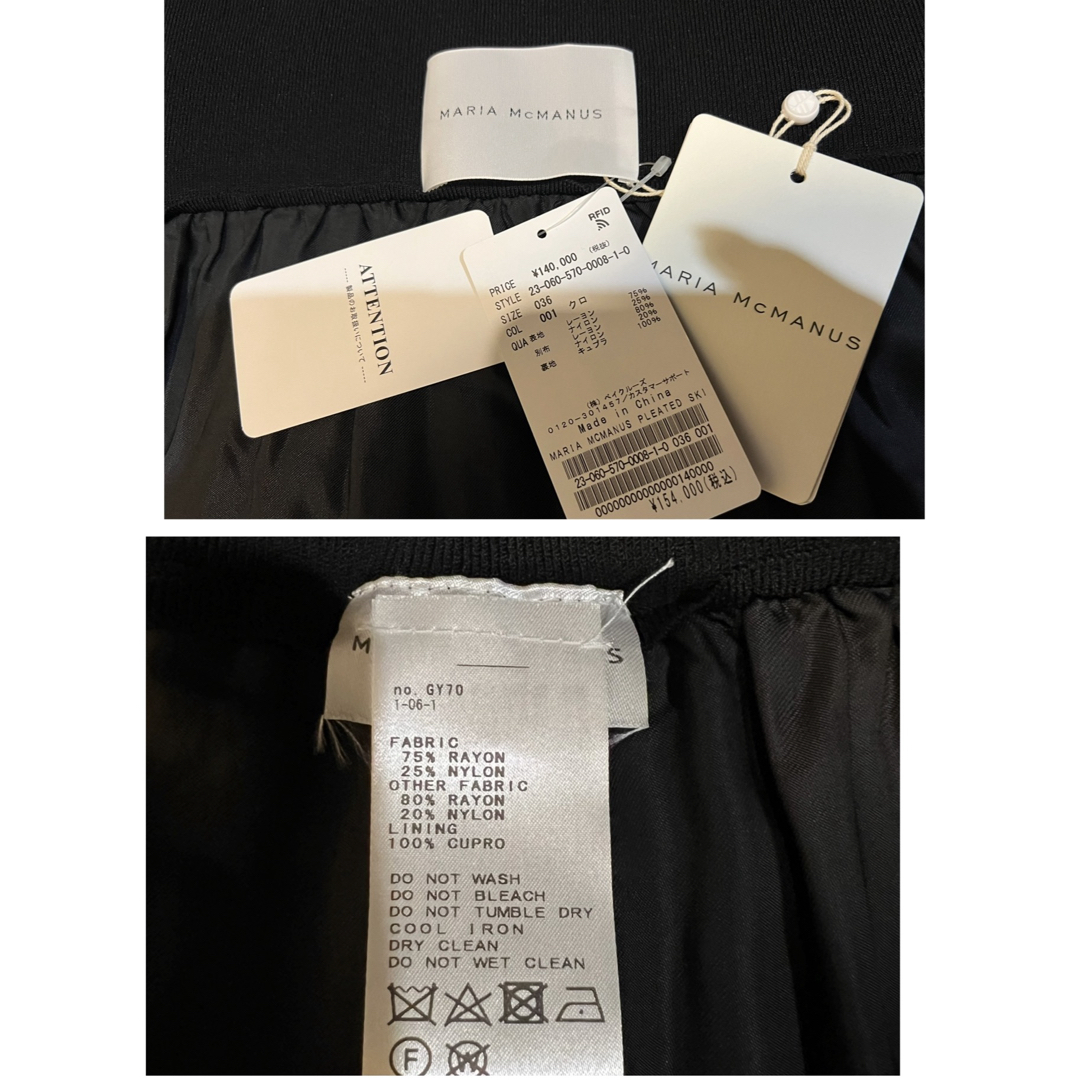 MARIA McMANUS
ATTENTION
製品のお取扱いについて
RFID
PRICE ¥140,000 (税抜)
STYLE 23-060-570-0008-1-0
SIZE 036
COL 001 クロ
QUA 表地 レーヨン 75%
ナイロン 25%
別布 レーヨン 80%
ナイロン 20%
裏地 キュプラ 100%
(株) ベイクルーズ
0120-301457/カスタマーサポート
Made in China
MARIA MCMANUS PLEATED SKI
23-060-570-0008-1-0 036 001
0000000000000140000
¥154,000(税込)
MARIA McMANUS
M S
no. GY70
1-06-1
FABRIC
75% RAYON
25% NYLON
OTHER FABRIC
80% RAYON
20% NYLON
LINING
100% CUPRO
DO NOT WASH
DO NOT BLEACH
DO NOT TUMBLE DRY
COOL IRON
DRY CLEAN
DO NOT WET CLEAN
F W